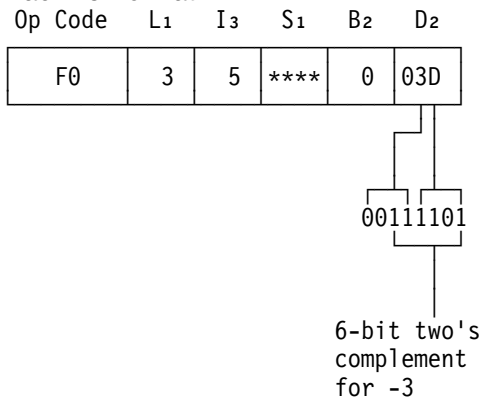 Op Code L₁ I₃ S₁ B₂ D₂
F0 3 5 **** 0 03D
00111101
6-bit two's
complement
for -3